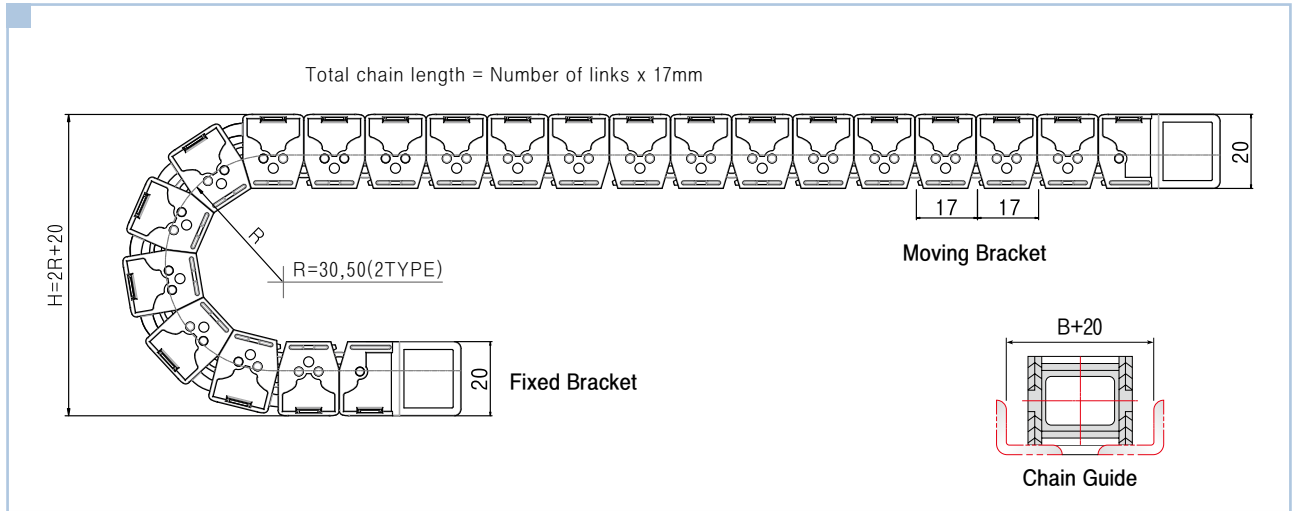 Total chain length = Number of links x 17mm
H=2R+20
20
17
17
Moving Bracket
R
R=30,50(2TYPE)
20
Fixed Bracket
B+20
Chain Guide